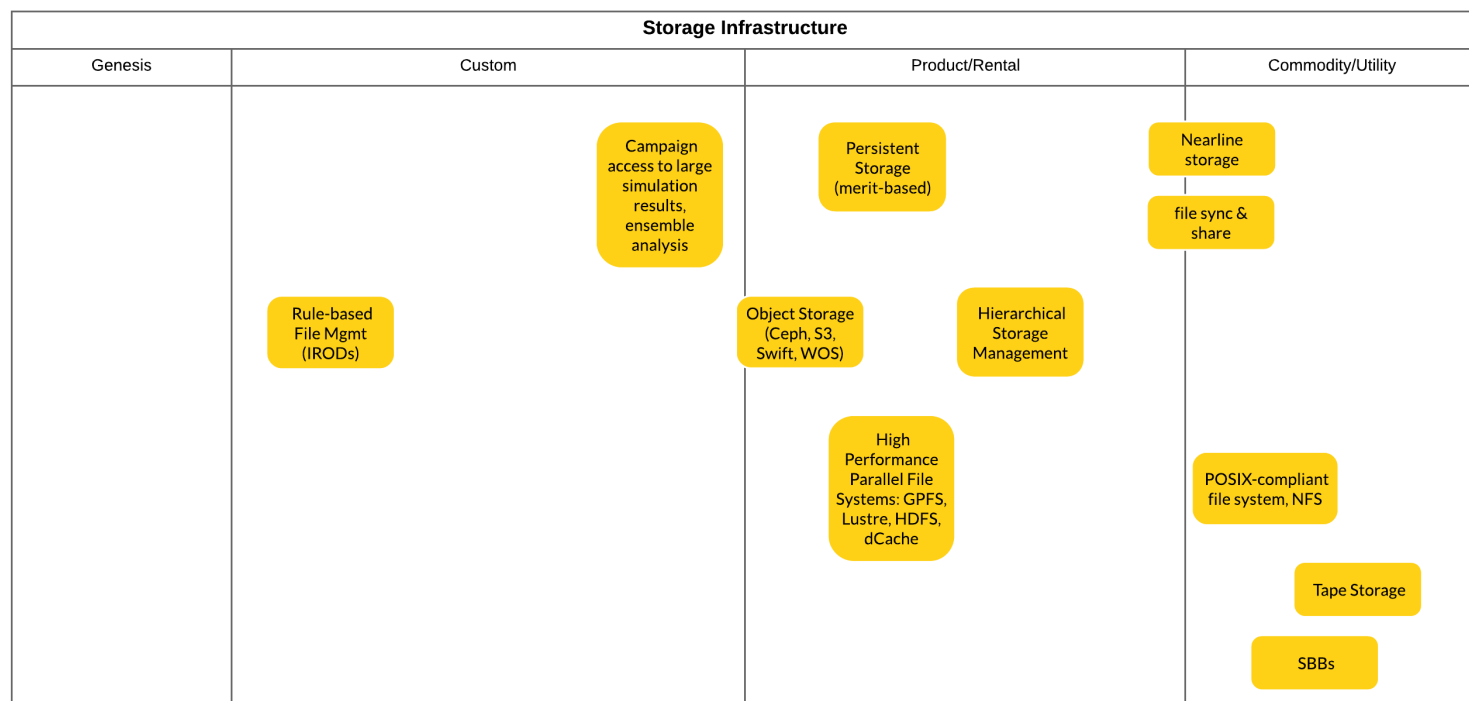 Storage Infrastructure
Genesis
Custom
Product/Rental
Commodity/Utility
Campaign
access to large
simulation
results,
ensemble
analysis
Persistent
Storage
(merit-based)
Nearline
storage
file sync &
share
Rule-based
File Mgmt
(IRODs)
Object Storage
(Ceph, S3,
Swift, WOS)
Hierarchical
Storage
Management
High
Performance
Parallel File
Systems: GPFS,
Lustre, HDFS,
dCache
POSIX-compliant
file system, NFS
Tape Storage
SBBs